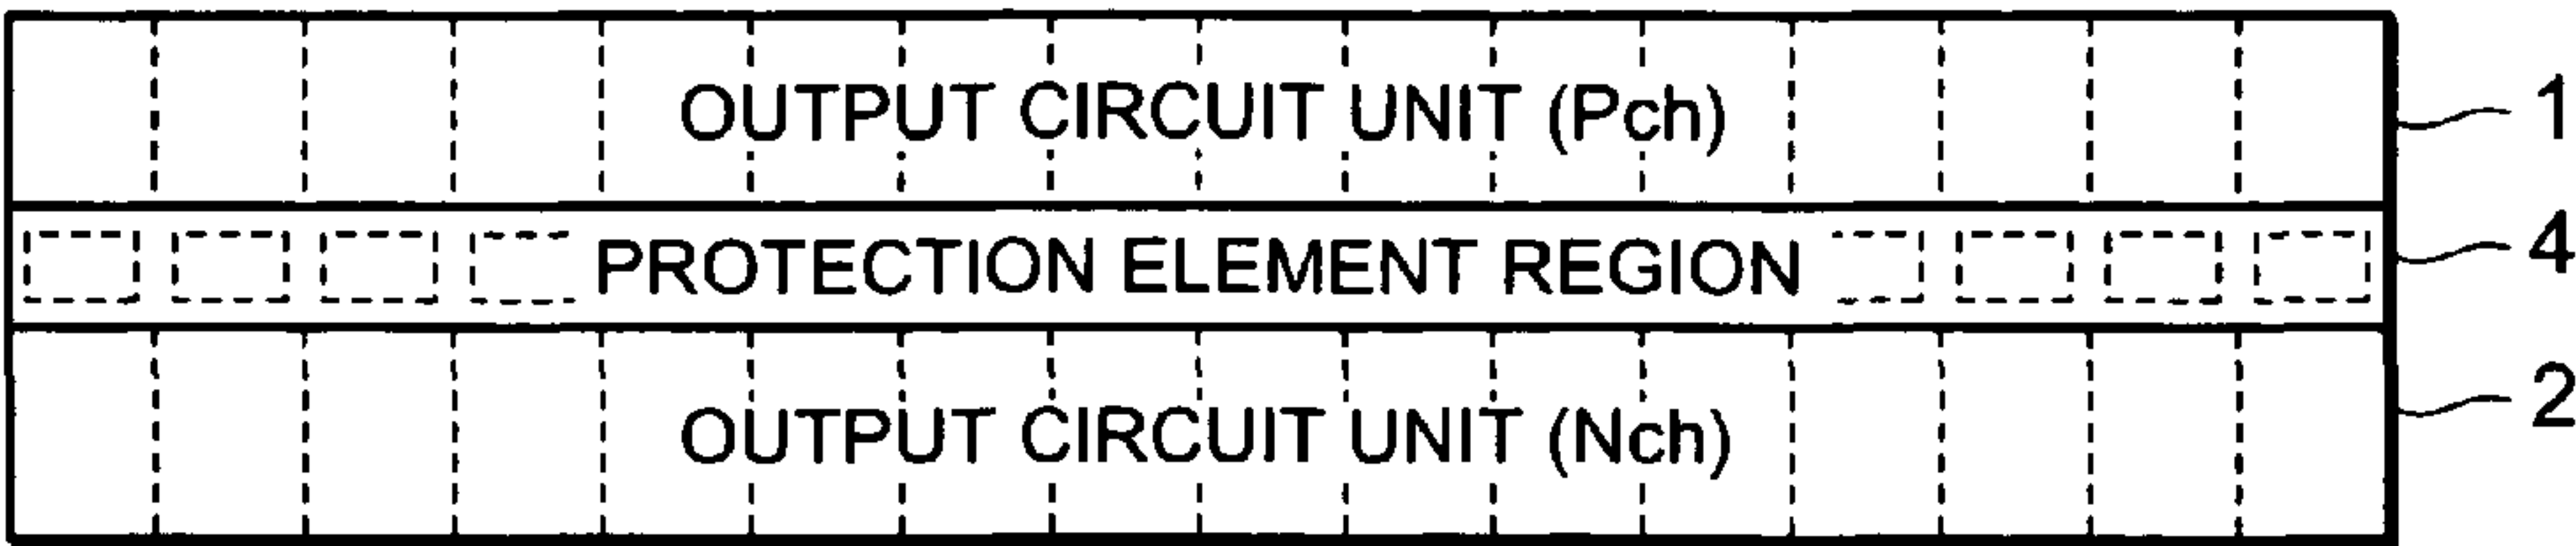 OUTPUT CIRCUIT UNIT (Pch) 1
PROTECTION ELEMENT REGION 4
OUTPUT CIRCUIT UNIT (Nch) 2